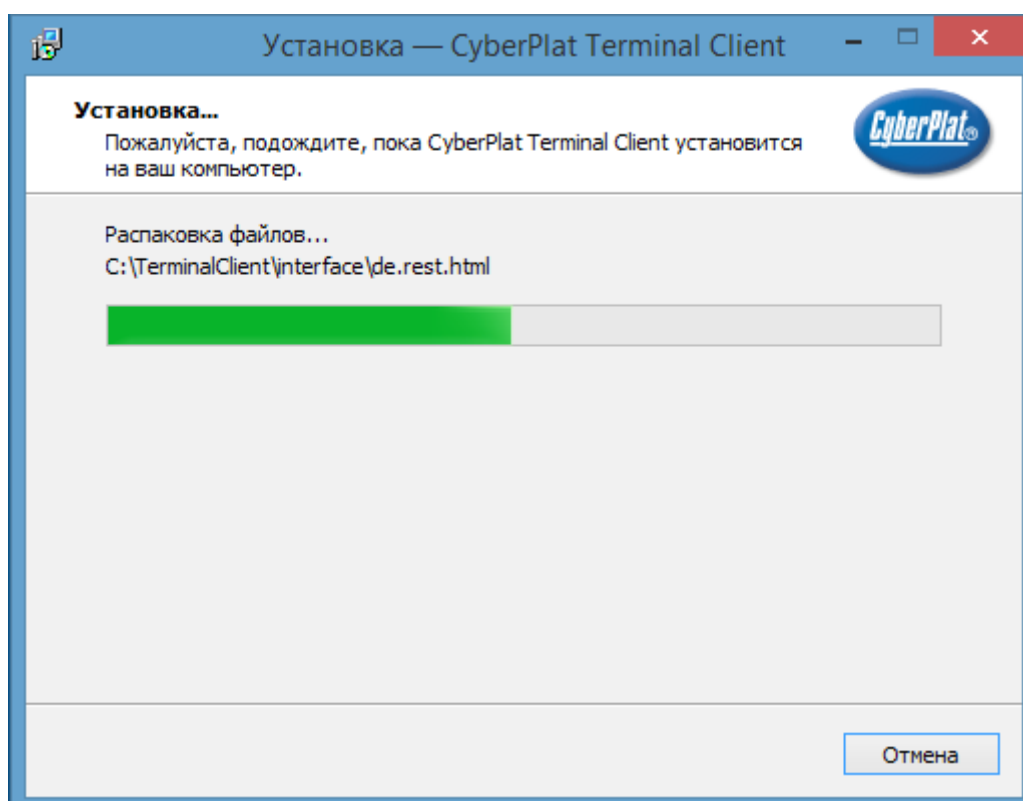 Установка — CyberPlat Terminal Client
Установка...
Пожалуйста, подождите, пока CyberPlat Terminal Client установится
на ваш компьютер.
CyberPlat®
Распаковка файлов...
C:\TerminalClient\interface\de.rest.html
Отмена